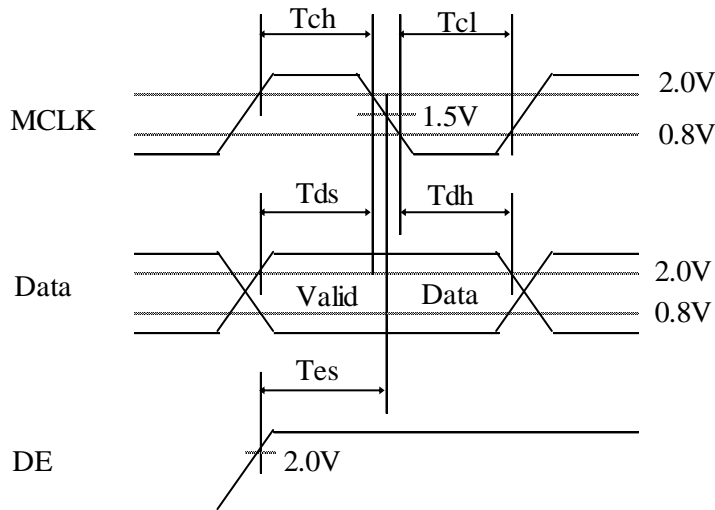 Tch Tcl
2.0V
MCLK 1.5V
0.8V
Tds Tdh
2.0V
Data Valid Data
0.8V
Tes
DE 2.0V